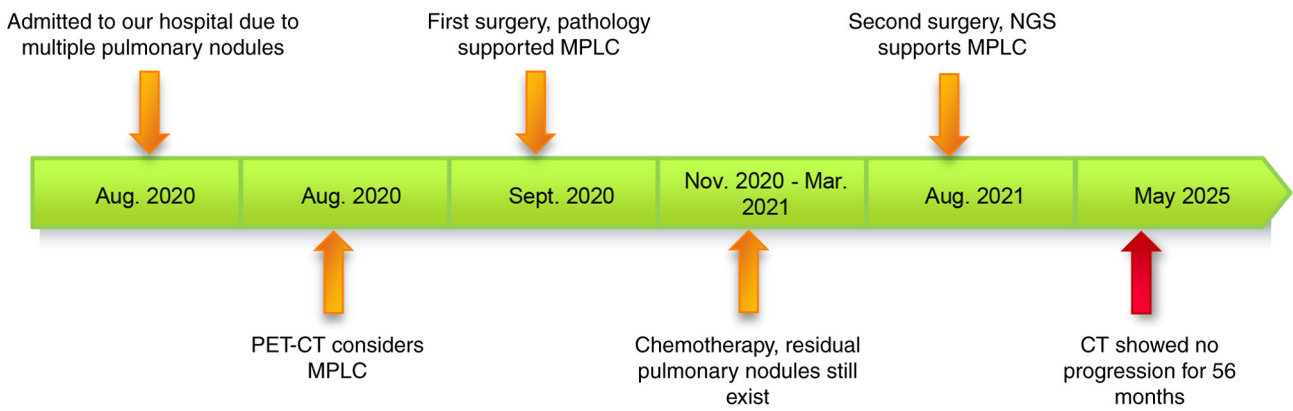 Admitted to our hospital due to
multiple pulmonary nodules
First surgery, pathology
supported MPLC
Second surgery, NGS
supports MPLC
Aug. 2020
Aug. 2020
Sept. 2020
Nov. 2020 - Mar.
2021
Aug. 2021
May 2025
PET-CT considers
MPLC
Chemotherapy, residual
pulmonary nodules still
exist
CT showed no
progression for 56
months